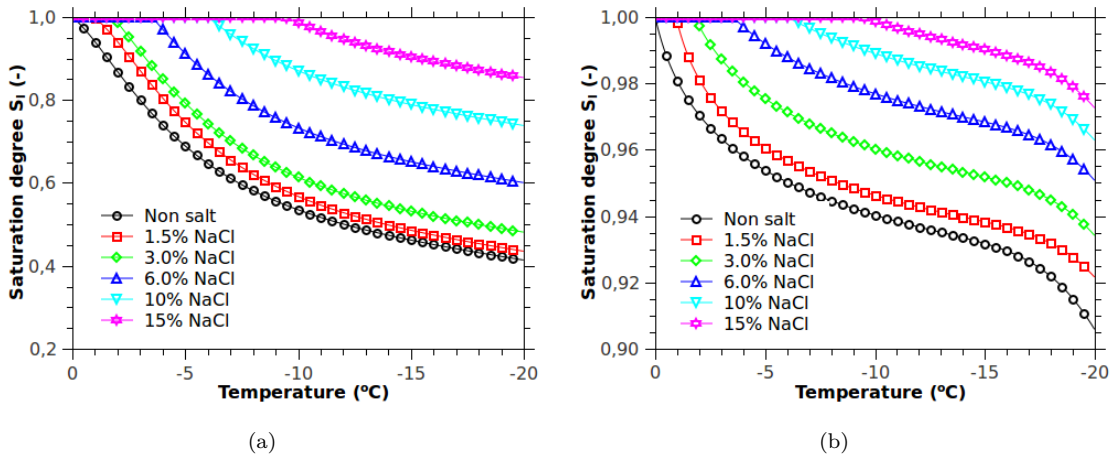 Saturation degree Sₗ (-)
1,0
0,8
0,6
0,4
0,2
Non salt
1.5% NaCl
3.0% NaCl
6.0% NaCl
10% NaCl
15% NaCl
0
-5
-10
-15
-20
Temperature (ºC)
(a)
Saturation degree Sₗ (-)
1,00
0,98
0,96
0,94
0,92
0,90
Non salt
1.5% NaCl
3.0% NaCl
6.0% NaCl
10% NaCl
15% NaCl
0
-5
-10
-15
-20
Temperature (ºC)
(b)